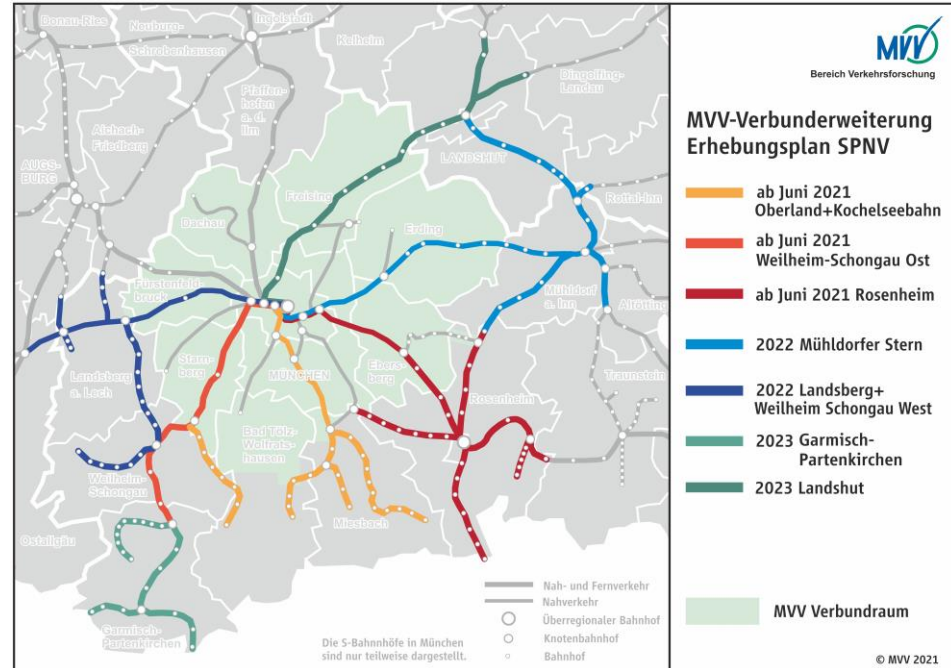 Donau-Ries
Neuburg-
Schrobenhausen
Ingolstadt
Kelheim
Pfaffen-
hofen
a. d.
Ilm
Dingolfing-
Landau
Aichach-
Friedberg
AUGS-
BURG
LANDSHUT
Rottal-Inn
Freising
Dachau
Erding
Fürstenfeld-
bruck
Mühldorf
a. Inn
Altötting
Starn-
berg
MÜNCHEN
Ebers-
berg
Landsberg
a. Lech
Rosenheim
Traunstein
Bad Tölz-
Wolfrats-
hausen
Weilheim-
Schongau
Miesbach
Ostallgäu
Garmisch-
Partenkirchen
Die S-Bahnhöfe in München
sind nur teilweise dargestellt.
Nah- und Fernverkehr
Nahverkehr
Überregionaler Bahnhof
Knotenbahnhof
Bahnhof
MVV
Bereich Verkehrsforschung
MVV-Verbunderweiterung
Erhebungsplan SPNV
ab Juni 2021
Oberland+Kochelseebahn
ab Juni 2021
Weilheim-Schongau Ost
ab Juni 2021 Rosenheim
2022 Mühldorfer Stern
2022 Landsberg+
Weilheim Schongau West
2023 Garmisch-
Partenkirchen
2023 Landshut
MVV Verbundraum
© MVV 2021